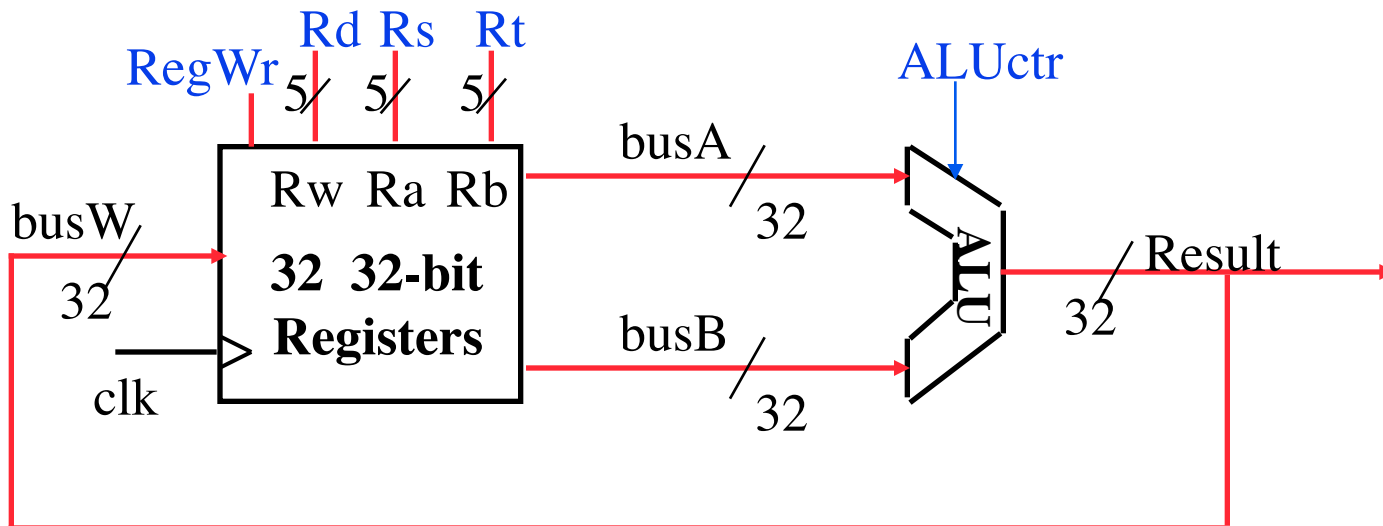 Rd Rs Rt
RegWr ALUctr
5 5 5
busA
Rw Ra Rb
32
busW
32 32-bit
ALU
Result
32
32
Registers
busB
clk
32